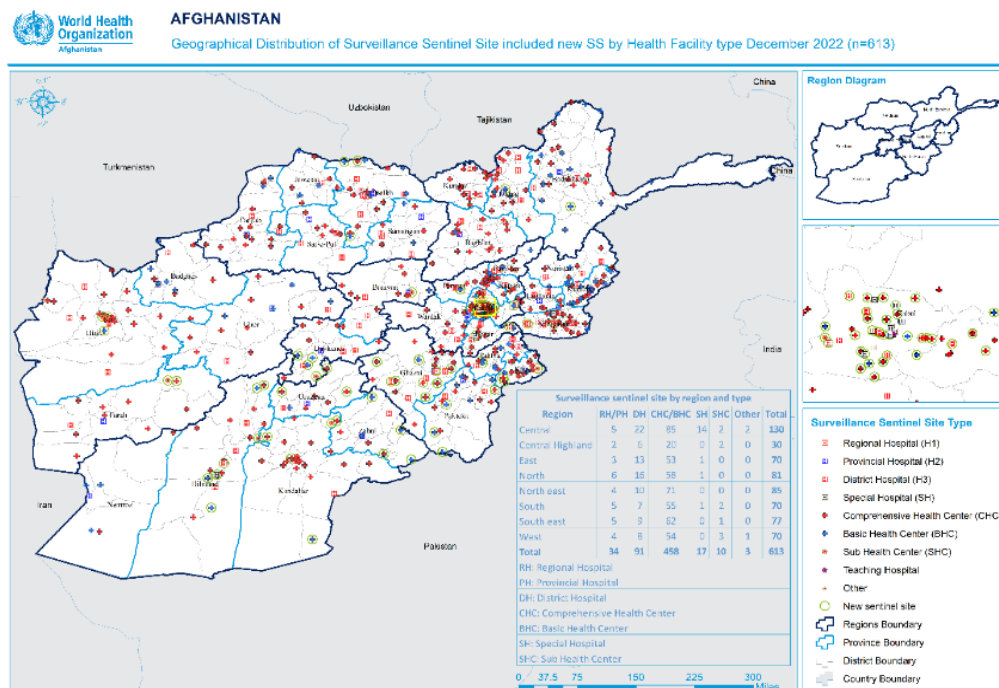 World Health
Organization
Afghanistan
AFGHANISTAN
Geographical Distribution of Surveillance Sentinel Site included new SS by Health Facility type December 2022 (n=613)
China
Uzbekistan
Tajikistan
Turkmenistan
China
India
Iran
Pakistan
Badghis
Ghor
Wardak
Ghazni
Farah
Surveillance sentinel site by region and type
Region RH/PH DH CHC/BHC SH SHC Other Total
Central 5 22 85 14 2 2 130
Central Highland 2 6 20 0 2 0 30
East 3 13 53 1 0 0 70
North 6 16 58 1 0 0 81
North east 4 10 71 0 0 0 85
South 5 7 55 1 2 0 70
South east 5 9 62 0 1 0 77
West 4 8 54 0 3 1 70
Total 34 91 458 17 10 3 613
RH: Regional Hospital
PH: Provincial Hospital
DH: District Hospital
CHC: Comprehensive Health Center
BHC: Basic Health Center
SH: Special Hospital
SHC: Sub Health Center
0 37.5 75 150 225 300
Miles
Region Diagram
Surveillance Sentinel Site Type
Regional Hospital (H1)
Provincial Hospital (H2)
District Hospital (H3)
Special Hospital (SH)
Comprehensive Health Center (CHC
Basic Health Center (BHC)
Sub Health Center (SHC)
Teaching Hospital
Other
New sentinel site
Regions Boundary
Province Boundary
District Boundary
Country Boundary